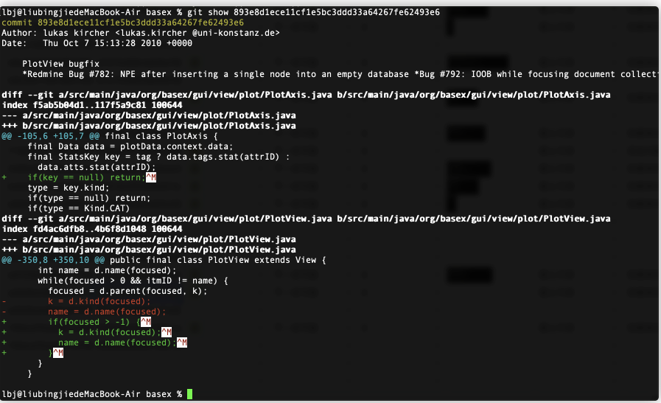 lbj@liubingjiedeMacBook-Air basex % git show 893e8d1ece11cf1e5bc3ddd33a64267fe62493e6
commit 893e8d1ece11cf1e5bc3ddd33a64267fe62493e6
Author: lukas kircher <lukas.kircher @uni-konstanz.de>
Date:   Thu Oct 7 15:13:28 2010 +0000

    PlotView bugfix
    *Redmine Bug #782: NPE after inserting a single node into an empty database *Bug #792: IOOB while focusing document collect

diff --git a/src/main/java/org/basex/gui/view/plot/PlotAxis.java b/src/main/java/org/basex/gui/view/plot/PlotAxis.java
index f5ab5b04d1..117f5a9c81 100644
--- a/src/main/java/org/basex/gui/view/plot/PlotAxis.java
+++ b/src/main/java/org/basex/gui/view/plot/PlotAxis.java
@@ -105,6 +105,7 @@ final class PlotAxis {
     final Data data = plotData.context.data;
     final StatsKey key = tag ? data.tags.stat(attrID) :
       data.atts.stat(attrID);
+    if(key == null) return;^M
     type = key.kind;
     if(type == null) return;
     if(type == Kind.CAT)
diff --git a/src/main/java/org/basex/gui/view/plot/PlotView.java b/src/main/java/org/basex/gui/view/plot/PlotView.java
index fd4ac6dfb8..4b6f8d1048 100644
--- a/src/main/java/org/basex/gui/view/plot/PlotView.java
+++ b/src/main/java/org/basex/gui/view/plot/PlotView.java
@@ -350,8 +350,10 @@ public final class PlotView extends View {
       int name = d.name(focused);
       while(focused > 0 && itmID != name) {
         focused = d.parent(focused, k);
-        k = d.kind(focused);
-        name = d.name(focused);
+        if(focused > -1) {^M
+          k = d.kind(focused);^M
+          name = d.name(focused);^M
+        }^M
       }
     }

lbj@liubingjiedeMacBook-Air basex %